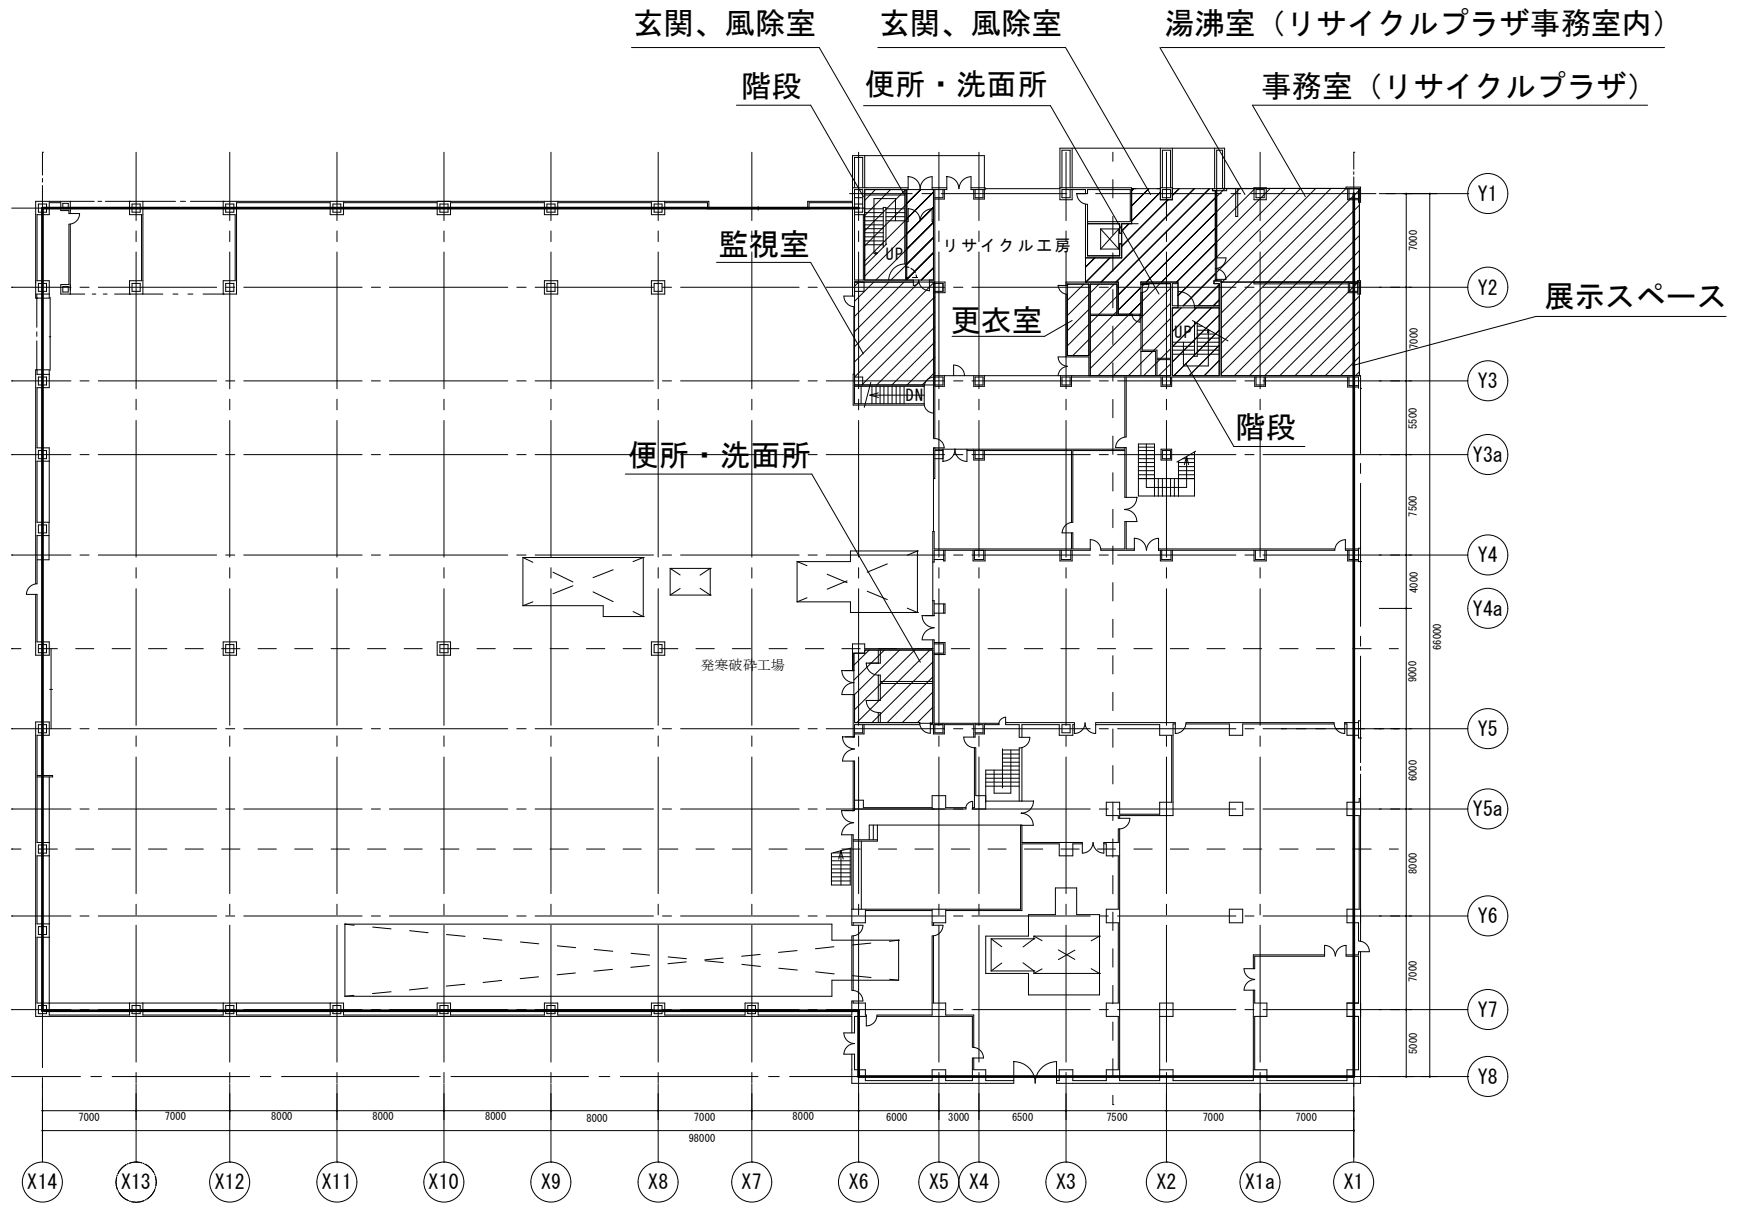 玄関、風除室
玄関、風除室
湯沸室（リサイクルプラザ事務室内）
階段
便所・洗面所
事務室（リサイクルプラザ）
Y1
監視室
UP
リサイクル工房
7000
Y2
展示スペース
更衣室
UP
7000
Y3
DN
5500
階段
便所・洗面所
Y3a
7500
Y4
4000
Y4a
66000
発寒破砕工場
9000
Y5
6000
Y5a
8000
Y6
7000
Y7
5000
Y8
7000 7000 8000 8000 8000 8000 7000 8000 6000 3000 6500 7500 7000 7000
98000
X14 X13 X12 X11 X10 X9 X8 X7 X6 X5 X4 X3 X2 X1a X1